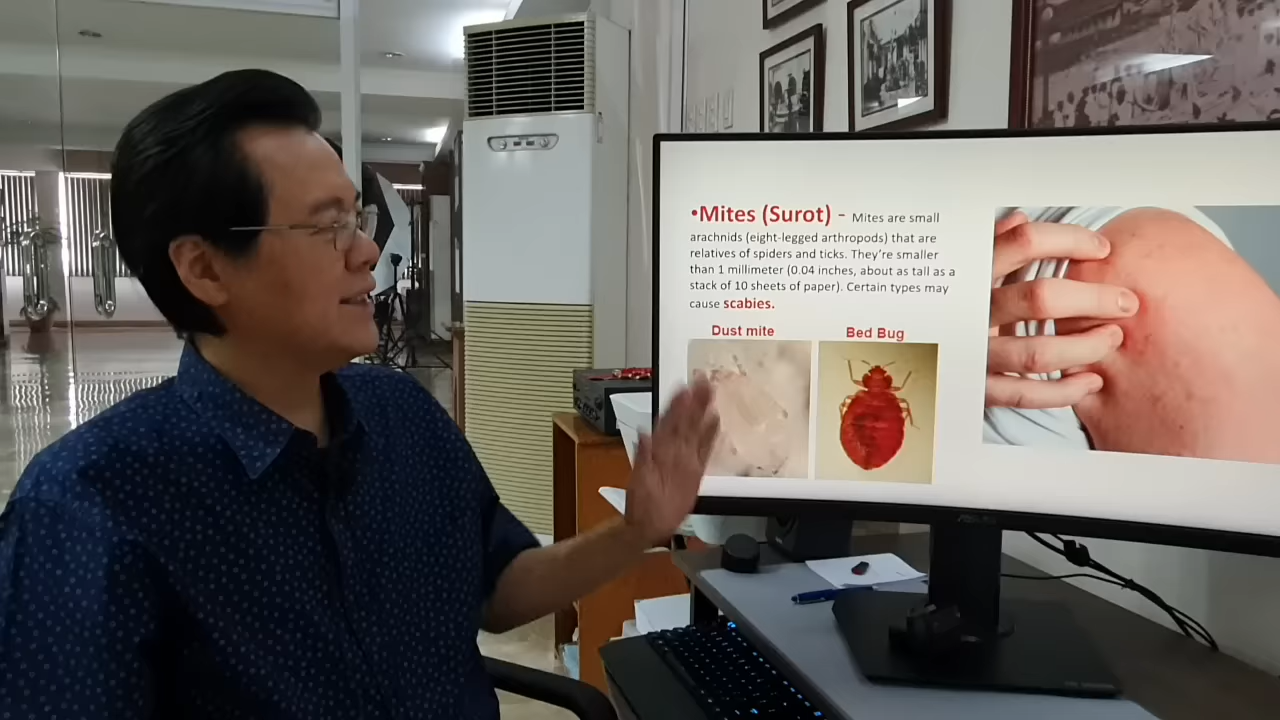 •Mites (Surot) - Mites are small
arachnids (eight-legged arthropods) that are
relatives of spiders and ticks. They're smaller
than 1 millimeter (0.04 inches, about as tall as a
stack of 10 sheets of paper). Certain types may
cause scabies.
Dust mite
Bed Bug